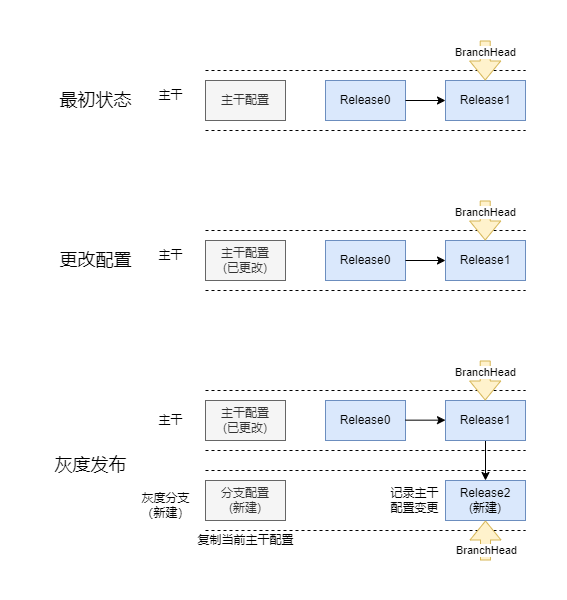 BranchHead
最初状态
主干
主干配置
Release0
Release1
BranchHead
更改配置
主干
主干配置
(已更改)
Release0
Release1
BranchHead
主干
主干配置
(已更改)
Release0
Release1
灰度发布
灰度分支
(新建)
分支配置
(新建)
记录主干
配置变更
Release2
(新建)
复制当前主干配置
BranchHead